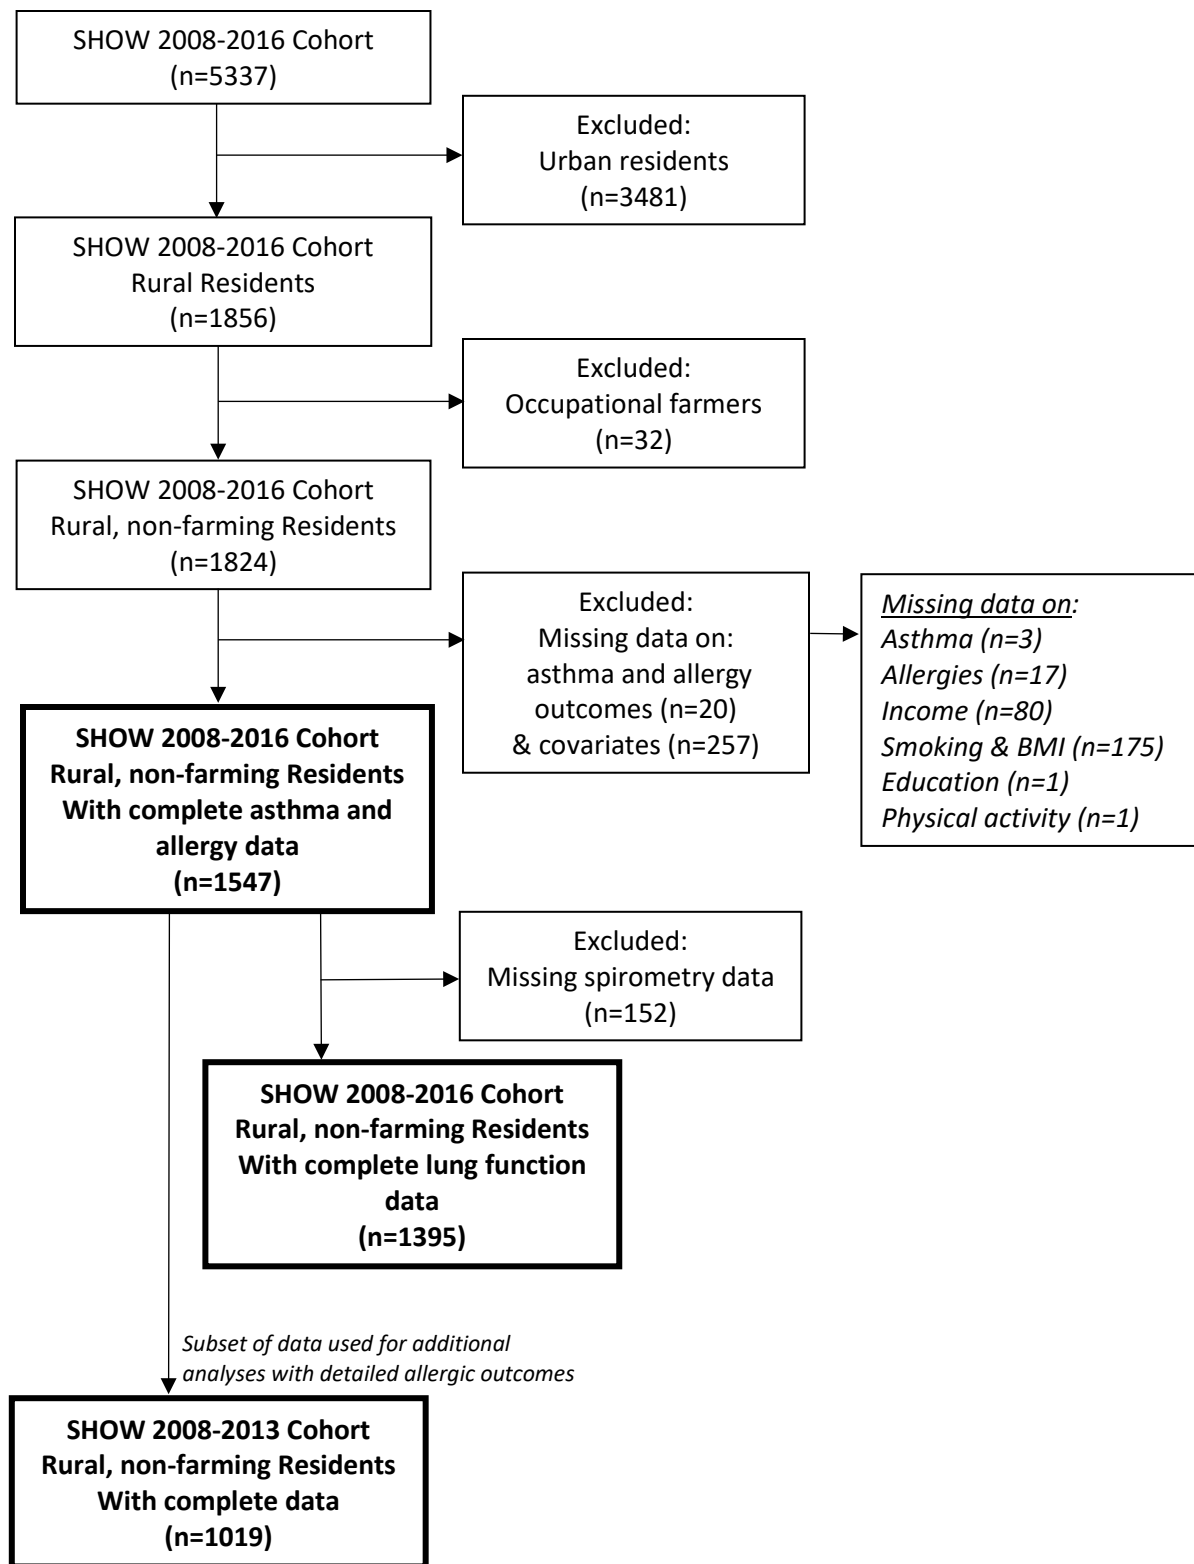 SHOW 2008-2016 Cohort
(n=5337)
Excluded:
Urban residents
(n=3481)
SHOW 2008-2016 Cohort
Rural Residents
(n=1856)
Excluded:
Occupational farmers
(n=32)
SHOW 2008-2016 Cohort
Rural, non-farming Residents
(n=1824)
Excluded:
Missing data on:
asthma and allergy
outcomes (n=20)
& covariates (n=257)
Missing data on:
Asthma (n=3)
Allergies (n=17)
Income (n=80)
Smoking & BMI (n=175)
Education (n=1)
Physical activity (n=1)
SHOW 2008-2016 Cohort
Rural, non-farming Residents
With complete asthma and
allergy data
(n=1547)
Excluded:
Missing spirometry data
(n=152)
SHOW 2008-2016 Cohort
Rural, non-farming Residents
With complete lung function
data
(n=1395)
Subset of data used for additional
analyses with detailed allergic outcomes
SHOW 2008-2013 Cohort
Rural, non-farming Residents
With complete data
(n=1019)